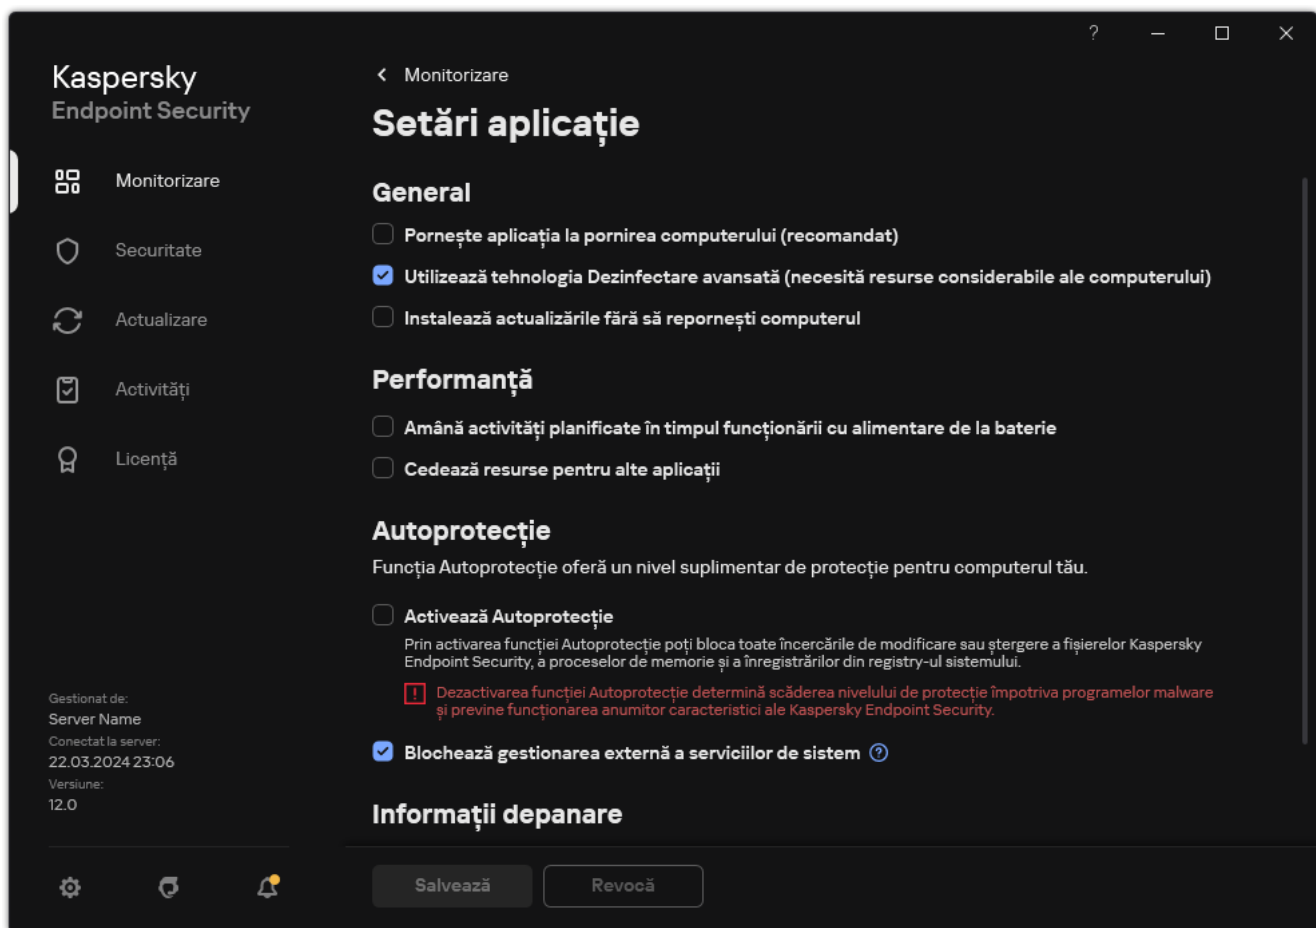 ?
Kaspersky
Endpoint Security
Monitorizare
Securitate
Actualizare
Activități
Licență
Gestionat de:
Server Name
Conectat la server:
22.03.2024 23:06
Versiune:
12.0
Monitorizare
Setări aplicație
General
Pornește aplicația la pornirea computerului (recomandat)
Utilizează tehnologia Dezinfectare avansată (necesită resurse considerabile ale computerului)
Instalează actualizările fără să repornești computerul
Performanță
Amână activități planificate în timpul funcționării cu alimentare de la baterie
Cedează resurse pentru alte aplicații
Autoprotecție
Funcția Autoprotecție oferă un nivel suplimentar de protecție pentru computerul tău.
Activează Autoprotecție
Prin activarea funcției Autoprotecție poți bloca toate încercările de modificare sau ștergere a fișierelor Kaspersky
Endpoint Security, a proceselor de memorie și a înregistrărilor din registry-ul sistemului.
! Dezactivarea funcției Autoprotecție determină scăderea nivelului de protecție împotriva programelor malware
și previne funcționarea anumitor caracteristici ale Kaspersky Endpoint Security.
Blochează gestionarea externă a serviciilor de sistem ?
Informații depanare
Salvează
Revocă